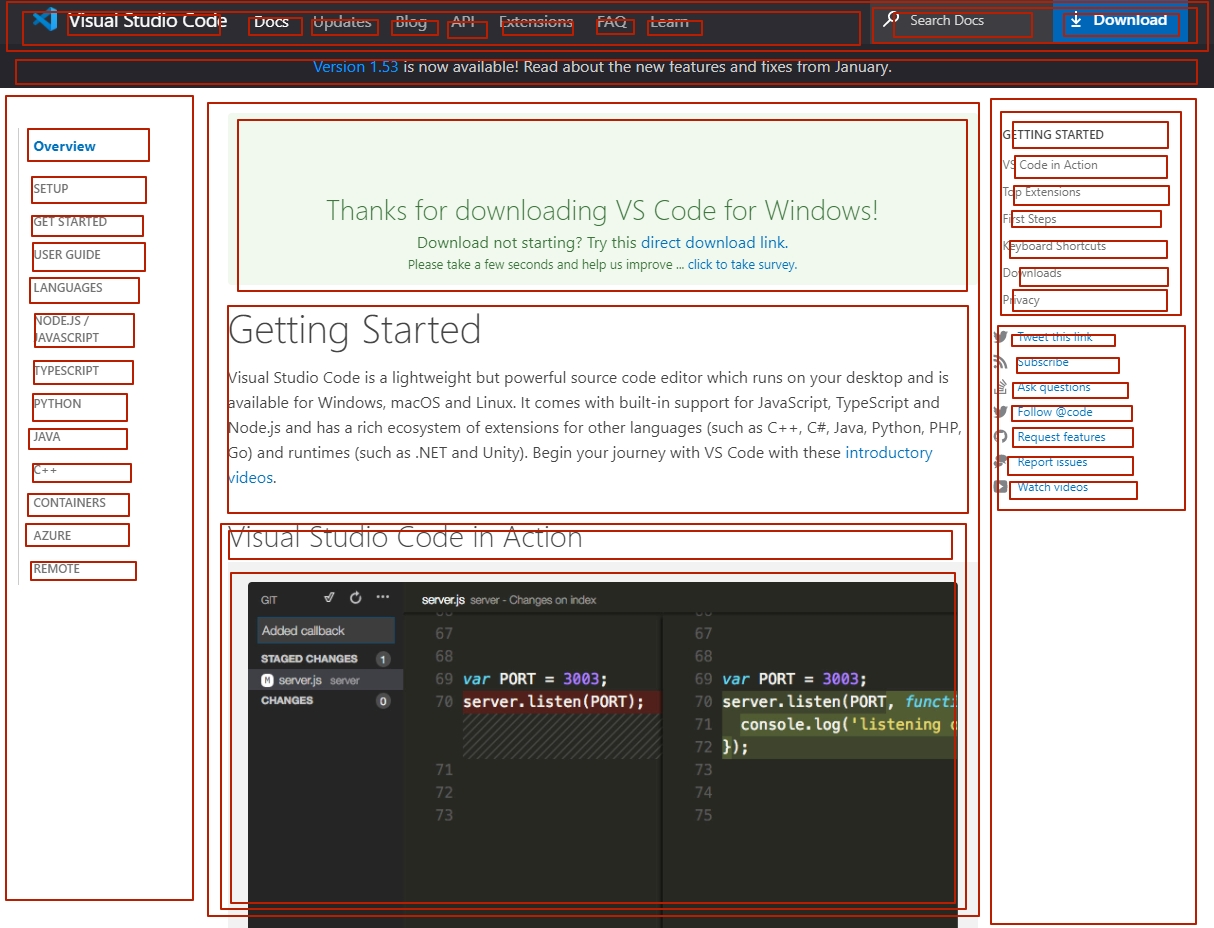 Visual Studio Code
Docs Updates Blog API Extensions FAQ Learn
Search Docs
Download
Version 1.53 is now available! Read about the new features and fixes from January.
Overview
SETUP
GET STARTED
USER GUIDE
LANGUAGES
NODE.JS /
JAVASCRIPT
TYPESCRIPT
PYTHON
JAVA
C++
CONTAINERS
AZURE
REMOTE
Thanks for downloading VS Code for Windows!
Download not starting? Try this direct download link.
Please take a few seconds and help us improve ... click to take survey.
Getting Started
Visual Studio Code is a lightweight but powerful source code editor which runs on your desktop and is
available for Windows, macOS and Linux. It comes with built-in support for JavaScript, TypeScript and
Node.js and has a rich ecosystem of extensions for other languages (such as C++, C#, Java, Python, PHP,
Go) and runtimes (such as .NET and Unity). Begin your journey with VS Code with these introductory
videos.
Visual Studio Code in Action
GIT
Added callback
STAGED CHANGES 1
M server.js server
CHANGES 0
server.js server - Changes on index
67
68
69 var PORT = 3003;
70 server.listen(PORT);
71
72
73
67
68
69 var PORT = 3003;
70 server.listen(PORT, functi
71 console.log('listening
72 });
73
74
75
GETTING STARTED
VS Code in Action
Top Extensions
First Steps
Keyboard Shortcuts
Downloads
Privacy
Tweet this link
Subscribe
Ask questions
Follow @code
Request features
Report issues
Watch videos